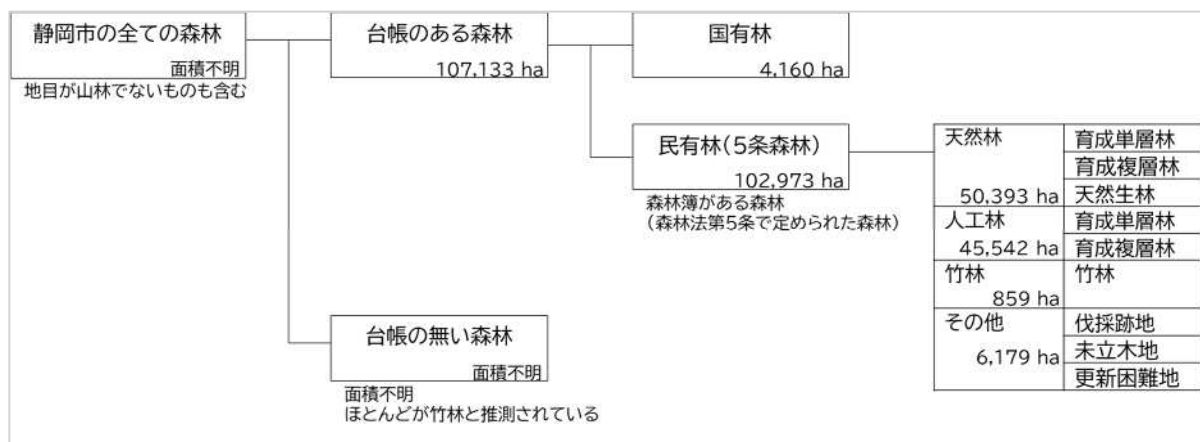 静岡市の全ての森林
面積不明
地目が山林でないものも含む
台帳のある森林
107,133 ha
国有林
4,160 ha
民有林(5条森林)
102,973 ha
森林簿がある森林
(森林法第5条で定められた森林)
天然林
50,393 ha
育成単層林
育成複層林
天然生林
人工林
45,542 ha
育成単層林
育成複層林
竹林
859 ha
竹林
その他
6,179 ha
伐採跡地
未立木地
更新困難地
台帳の無い森林
面積不明
面積不明
ほとんどが竹林と推測されている